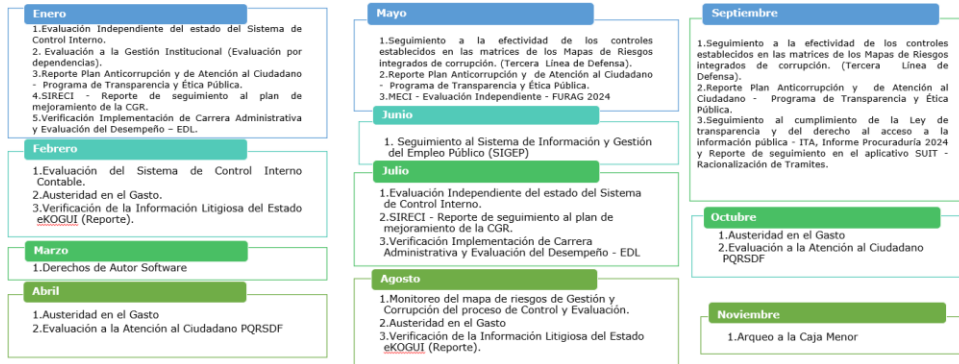 Enero
1.Evaluación Independiente del estado del Sistema de
Control Interno.
2. Evaluación a la Gestión Institucional (Evaluación por
dependencias).
3.Reporte Plan Anticorrupción y de Atención al Ciudadano
- Programa de Transparencia y Ética Pública.
4.SIRECI - Reporte de seguimiento al plan de
mejoramiento de la CGR.
5.Verificación Implementación de Carrera Administrativa
y Evaluación del Desempeño – EDL.
Febrero
1.Evaluación del Sistema de Control Interno
Contable.
2.Austeridad en el Gasto.
3.Verificación de la Información Litigiosa del Estado
eKOGUI (Reporte).
Marzo
1.Derechos de Autor Software
Abril
1.Austeridad en el Gasto
2.Evaluación a la Atención al Ciudadano PQRSDF
Mayo
1.Seguimiento a la efectividad de los controles
establecidos en las matrices de los Mapas de Riesgos
integrados de corrupción. (Tercera Línea de Defensa).
2.Reporte Plan Anticorrupción y de Atención al Ciudadano
- Programa de Transparencia y Ética Pública.
3.MECI - Evaluación Independiente - FURAG 2024
Junio
1. Seguimiento al Sistema de Información y Gestión
del Empleo Público (SIGEP)
Julio
1.Evaluación Independiente del estado del Sistema
de Control Interno.
2.SIRECI - Reporte de seguimiento al plan de
mejoramiento de la CGR.
3.Verificación Implementación de Carrera
Administrativa y Evaluación del Desempeño - EDL
Agosto
1.Monitoreo del mapa de riesgos de Gestión y
Corrupción del proceso de Control y Evaluación.
2.Austeridad en el Gasto
3.Verificación de la Información Litigiosa del Estado
eKOGUI (Reporte).
Septiembre
1.Seguimiento a la efectividad de los controles
establecidos en las matrices de los Mapas de Riesgos
integrados de corrupción. (Tercera Línea de
Defensa).
2.Reporte Plan Anticorrupción y de Atención al
Ciudadano - Programa de Transparencia y Ética
Pública.
3.Seguimiento al cumplimiento de la Ley de
transparencia y del derecho al acceso a la
información pública - ITA, Informe Procuraduría 2024
y Reporte de seguimiento en el aplicativo SUIT -
Racionalización de Tramites.
Octubre
1.Austeridad en el Gasto
2.Evaluación a la Atención al Ciudadano
PQRSDF
Noviembre
1.Arqueo a la Caja Menor